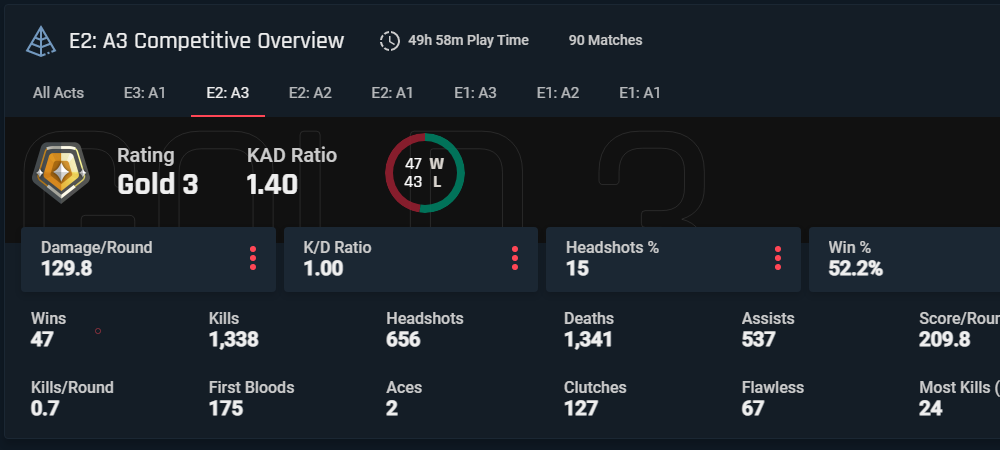 E2: A3 Competitive Overview 49h 58m Play Time 90 Matches
All Acts E3: A1 E2: A3 E2: A2 E2: A1 E1: A3 E1: A2 E1: A1
Rating KAD Ratio
Gold 3 1.40
47 W
43 L
Damage/Round K/D Ratio Headshots % Win %
129.8 1.00 15 52.2%
Wins Kills Headshots Deaths Assists Score/Roun
47 1,338 656 1,341 537 209.8
Kills/Round First Bloods Aces Clutches Flawless Most Kills (
0.7 175 2 127 67 24